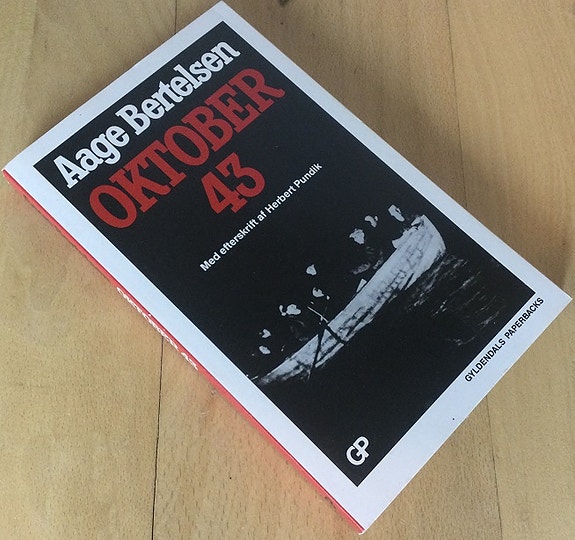 Aage Bertelsen
OKTOBER
43
Med efterskrift af Herbert Pundik
GYLDENDALS PAPERBACKS
GP
OKTOBER 43